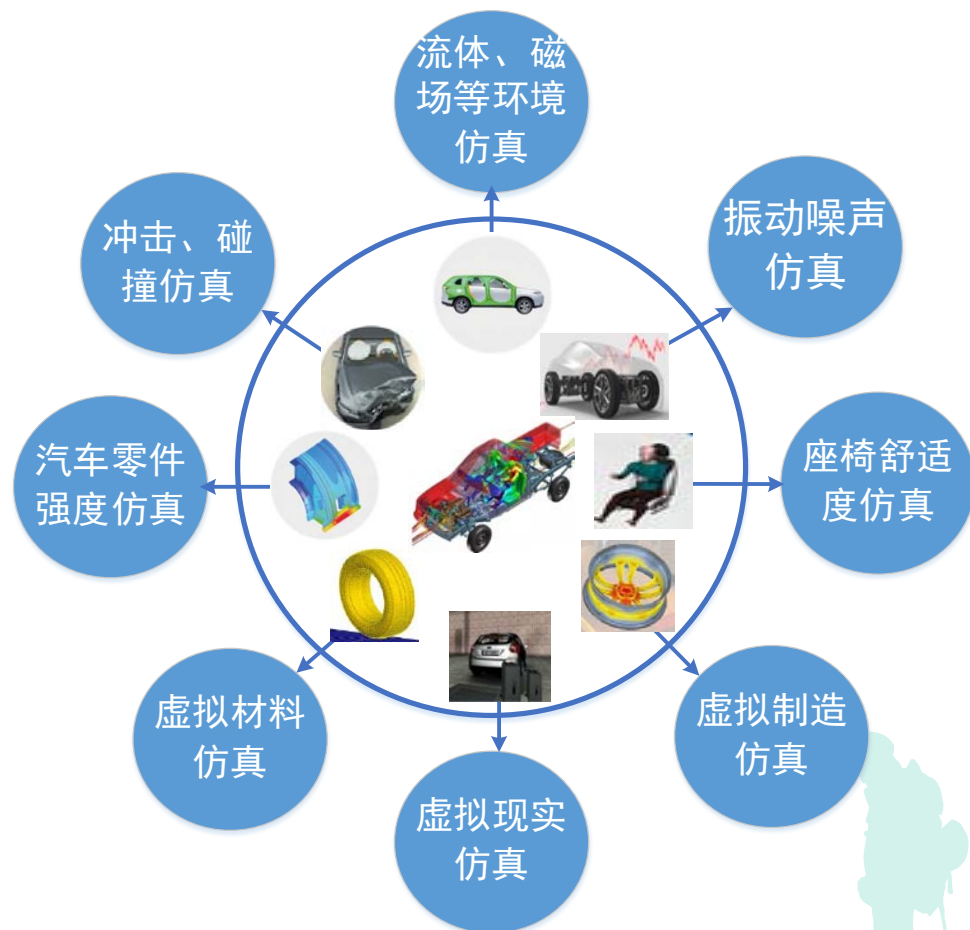 流体、磁
场等环境
仿真
振动噪声
仿真
冲击、碰
撞仿真
汽车零件
强度仿真
座椅舒适
度仿真
虚拟材料
仿真
虚拟制造
仿真
虚拟现实
仿真